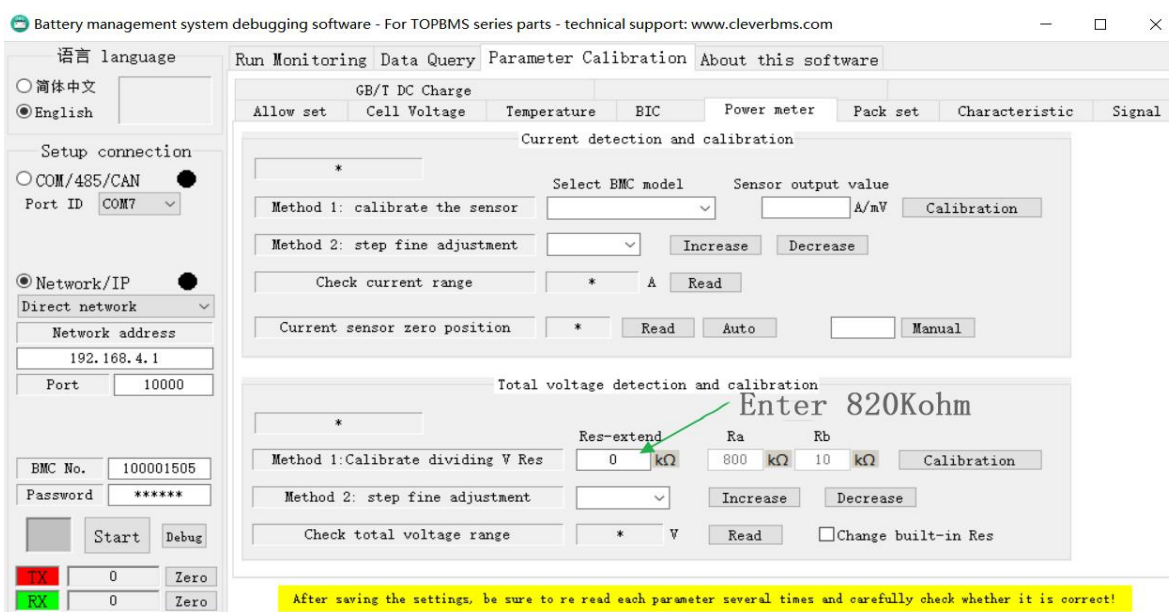 Battery management system debugging software - For TOPBMS series parts - technical support: www.cleverbms.com
语言 language
简体中文
English
Setup connection
COM/485/CAN
Port ID COM7
Network/IP
Direct network
Network address
192.168.4.1
Port 10000
BMC No. 100001505
Password ******
Start Debug
TX 0 Zero
RX 0 Zero
Run Monitoring Data Query Parameter Calibration About this software
GB/T DC Charge
Allow set Cell Voltage Temperature BIC Power meter Pack set Characteristic Signal
Current detection and calibration
*
Select BMC model Sensor output value
Method 1: calibrate the sensor A/mV Calibration
Method 2: step fine adjustment Increase Decrease
Check current range * A Read
Current sensor zero position * Read Auto Manual
Total voltage detection and calibration
Enter 820Kohm
*
Res-extend Ra Rb
Method 1:Calibrate dividing V Res 0 kΩ 800 kΩ 10 kΩ Calibration
Method 2: step fine adjustment Increase Decrease
Check total voltage range * V Read Change built-in Res
After saving the settings, be sure to re read each parameter several times and carefully check whether it is correct!